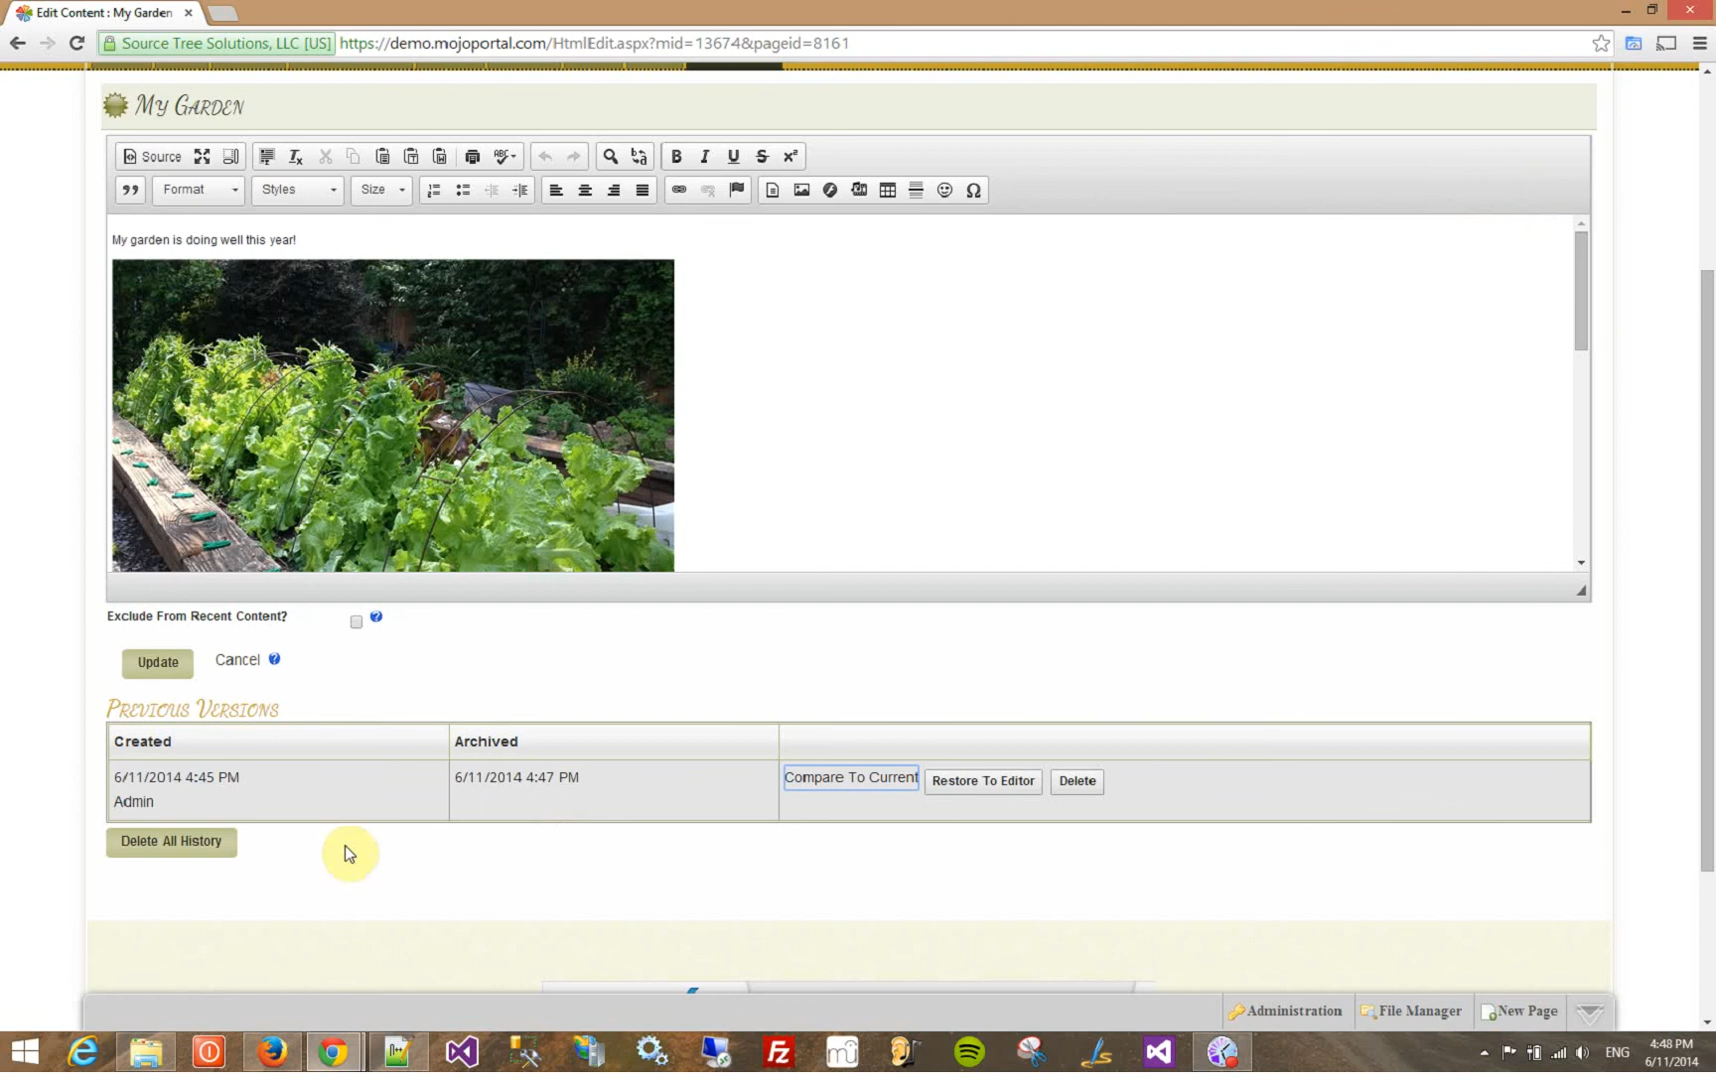 Edit Content : My Garden
Source Tree Solutions, LLC [US] https://demo.mojoportal.com/HtmlEdit.aspx?mid=13674&pageid=8161
My Garden
Source
Format Styles Size
My garden is doing well this year!
Exclude From Recent Content?
Update Cancel
Previous Versions
Created Archived
6/11/2014 4:45 PM 6/11/2014 4:47 PM Compare To Current Restore To Editor Delete
Admin
Delete All History
Administration File Manager New Page
ENG 4:48 PM
6/11/2014